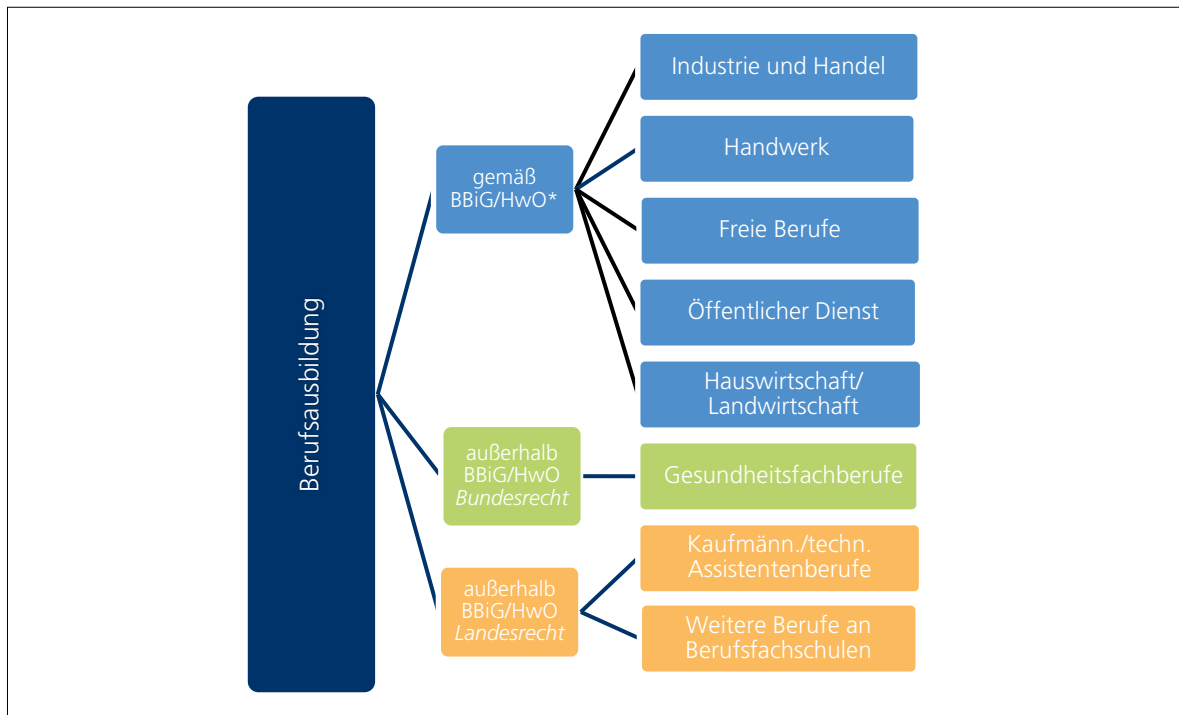 Berufsausbildung
gemäß
BBiG/HwO*
Industrie und Handel
Handwerk
Freie Berufe
Öffentlicher Dienst
Hauswirtschaft/
Landwirtschaft
außerhalb
BBiG/HwO
Bundesrecht
Gesundheitsfachberufe
außerhalb
BBiG/HwO
Landesrecht
Kaufmänn./techn.
Assistentenberufe
Weitere Berufe an
Berufsfachschulen